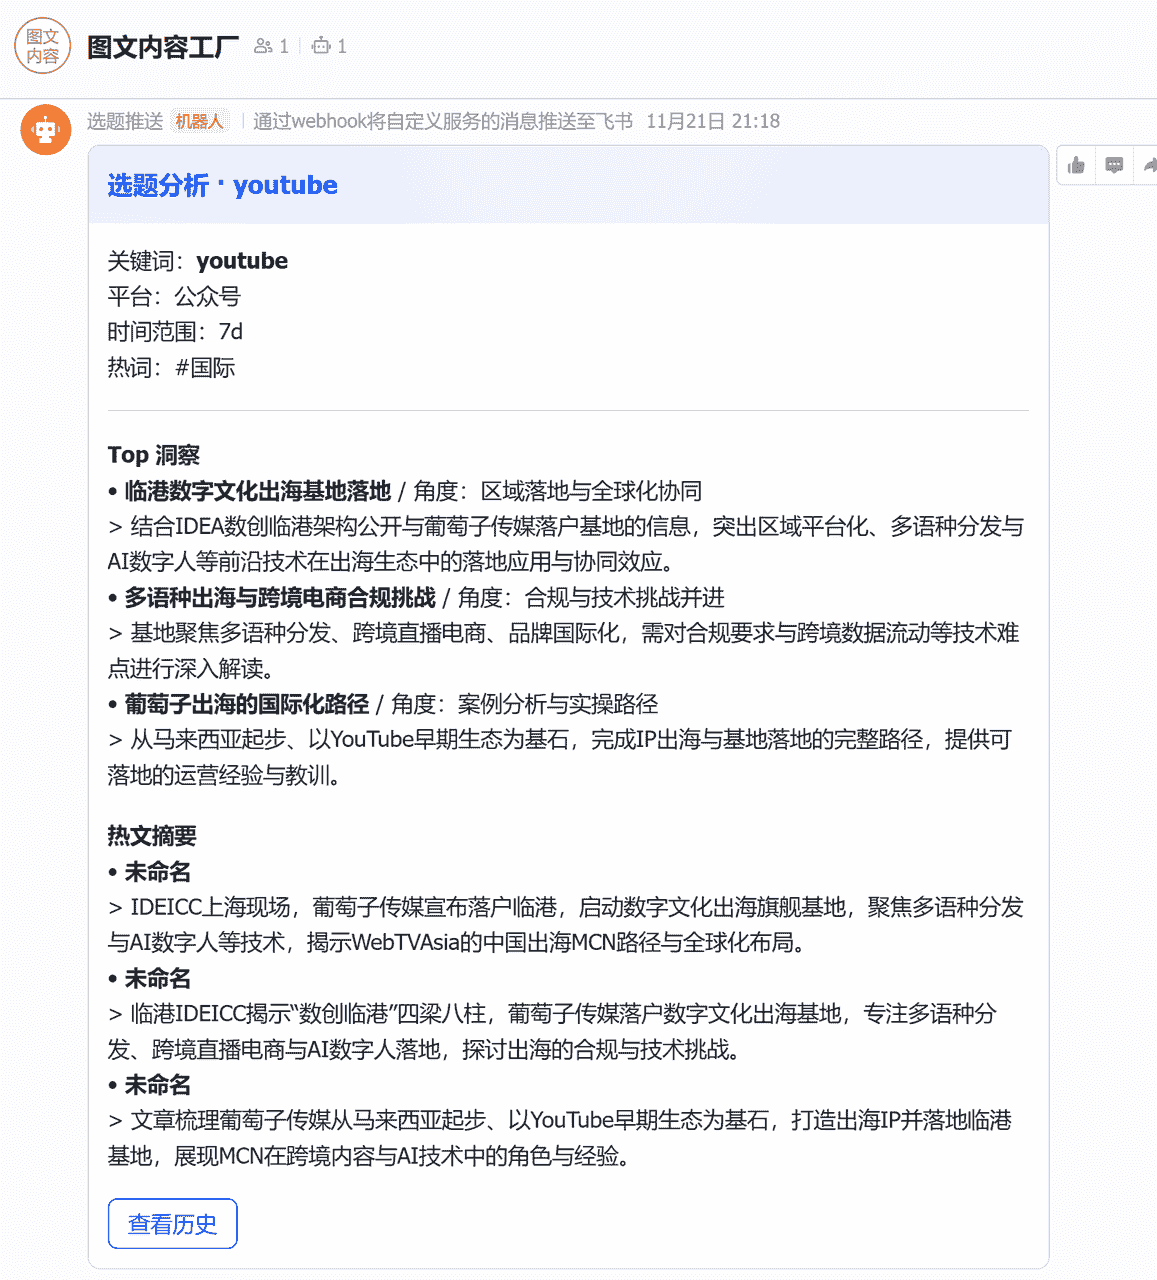 图文
内容
图文内容工厂 1 1
选题推送 机器人 通过webhook将自定义服务的消息推送至飞书 11月21日 21:18
选题分析 · youtube
关键词：youtube
平台：公众号
时间范围：7d
热词：#国际
Top 洞察
• 临港数字文化出海基地落地 / 角度：区域落地与全球化协同
> 结合IDEA数创临港架构公开与葡萄子传媒落户基地的信息，突出区域平台化、多语种分发与
AI数字人等前沿技术在出海生态中的落地应用与协同效应。
• 多语种出海与跨境电商合规挑战 / 角度：合规与技术挑战并进
> 基地聚焦多语种分发、跨境直播电商、品牌国际化，需对合规要求与跨境数据流动等技术难
点进行深入解读。
• 葡萄子出海的国际化路径 / 角度：案例分析与实操路径
> 从马来西亚起步、以YouTube早期生态为基石，完成IP出海与基地落地的完整路径，提供可
落地的运营经验与教训。
热文摘要
• 未命名
> IDEICC上海现场，葡萄子传媒宣布落户临港，启动数字文化出海旗舰基地，聚焦多语种分发
与AI数字人等技术，揭示WebTVAsia的中国出海MCN路径与全球化布局。
• 未命名
> 临港IDEICC揭示“数创临港”四梁八柱，葡萄子传媒落户数字文化出海基地，专注多语种分
发、跨境直播电商与AI数字人落地，探讨出海的合规与技术挑战。
• 未命名
> 文章梳理葡萄子传媒从马来西亚起步、以YouTube早期生态为基石，打造出海IP并落地临港
基地，展现MCN在跨境内容与AI技术中的角色与经验。
查看历史